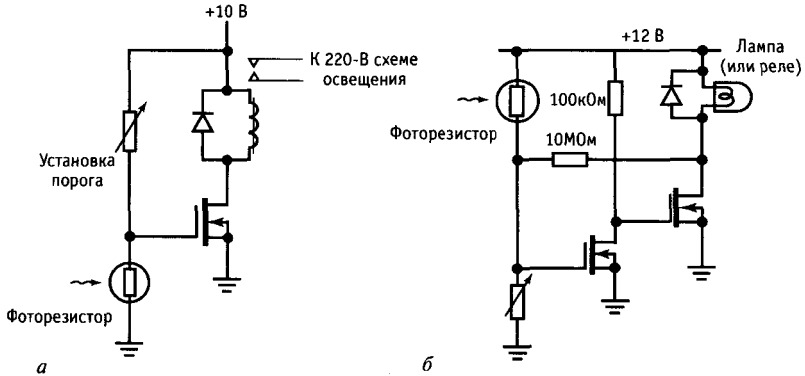 +10 В
К 220-В схеме
освещения
Установка
порога
Фоторезистор
а
+12 В
Лампа
(или реле)
100кОм
Фоторезистор
10МОм
б